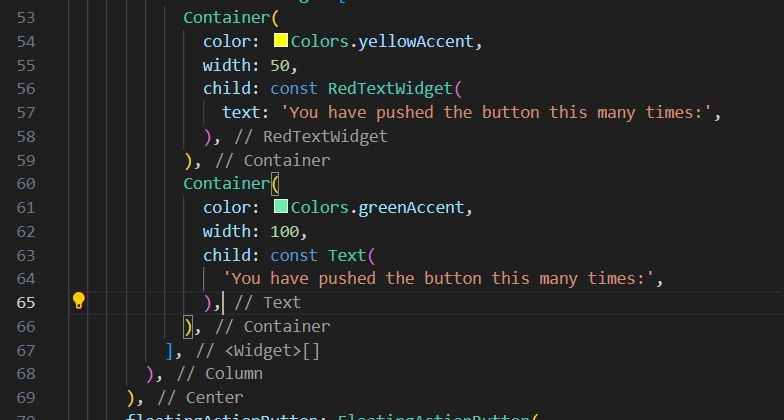 53 Container(
54 color: Colors.yellowAccent,
55 width: 50,
56 child: const RedTextWidget(
57 text: 'You have pushed the button this many times:',
58 ), // RedTextWidget
59 ), // Container
60 Container(
61 color: Colors.greenAccent,
62 width: 100,
63 child: const Text(
64 'You have pushed the button this many times:',
65 ), // Text
66 ), // Container
67 ], // <Widget>[]
68 ), // Column
69 ), // Center
70 floatingActionButton: FloatingActionButton(